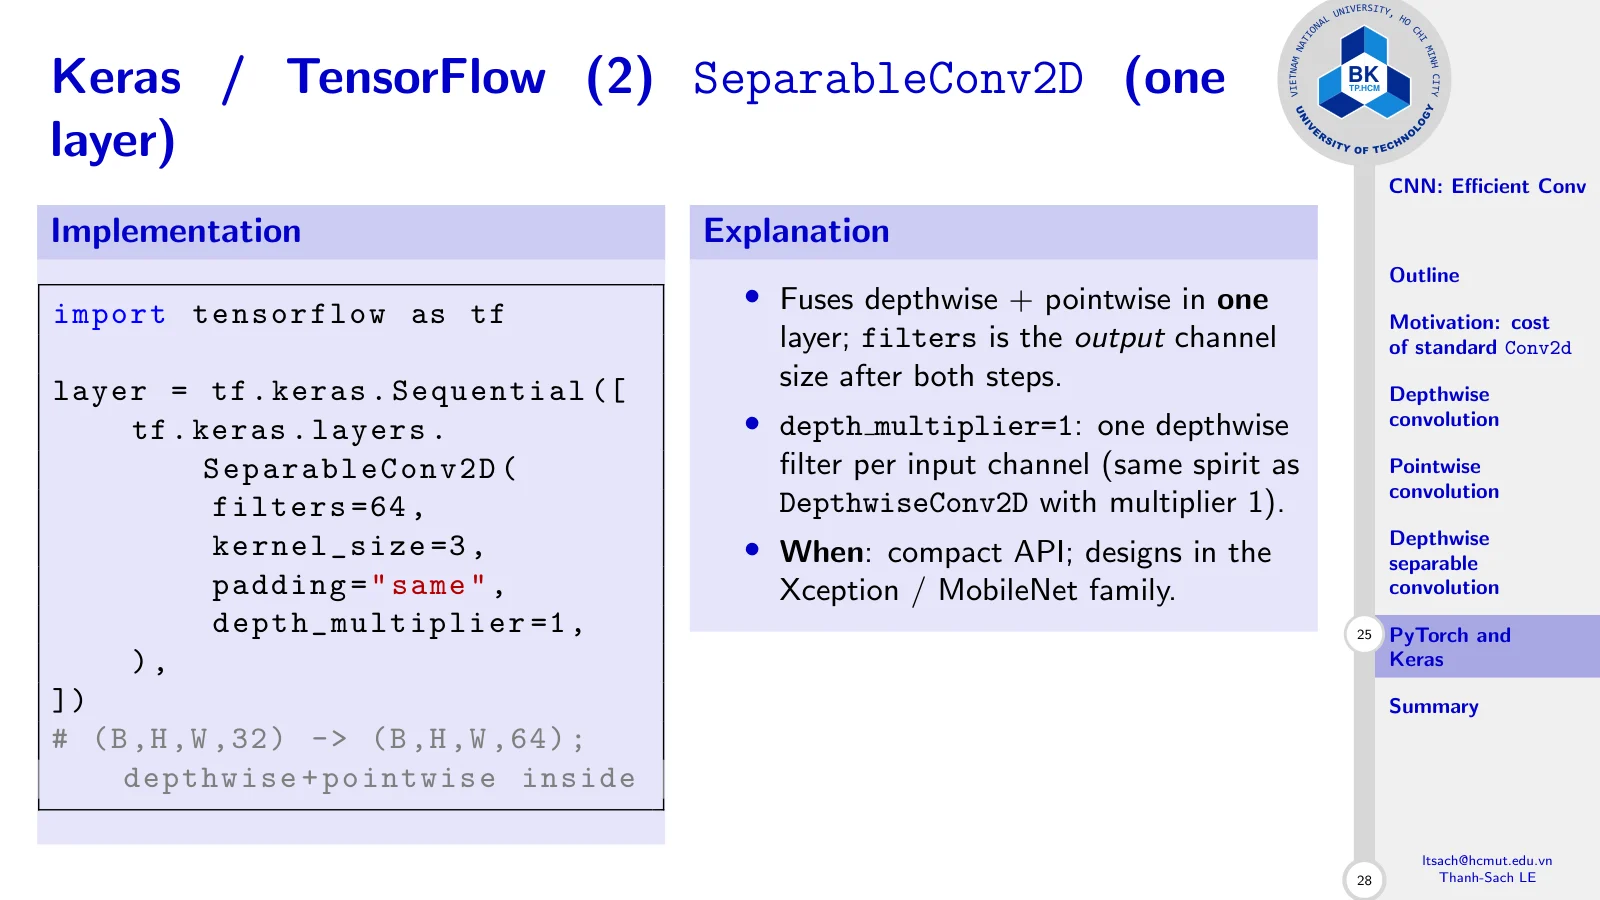 Keras / TensorFlow (2) SeparableConv2D (one
layer)
Implementation
import tensorflow as tf
layer = tf.keras.Sequential([
tf.keras.layers.
SeparableConv2D(
filters=64,
kernel_size=3,
padding="same",
depth_multiplier=1,
),
])
# (B,H,W,32) -> (B,H,W,64);
depthwise+pointwise inside
Explanation
• Fuses depthwise + pointwise in one
layer; filters is the output channel
size after both steps.
• depth_multiplier=1: one depthwise
filter per input channel (same spirit as
DepthwiseConv2D with multiplier 1).
• When: compact API; designs in the
Xception / MobileNet family.
VIETNAM NATIONAL UNIVERSITY, HO CHI MINH CITY
BK
TP.HCM
UNIVERSITY OF TECHNOLOGY
CNN: Efficient Conv
Outline
Motivation: cost
of standard Conv2d
Depthwise
convolution
Pointwise
convolution
Depthwise
separable
convolution
25
PyTorch and
Keras
Summary
ltsach@hcmut.edu.vn
Thanh-Sach LE
28